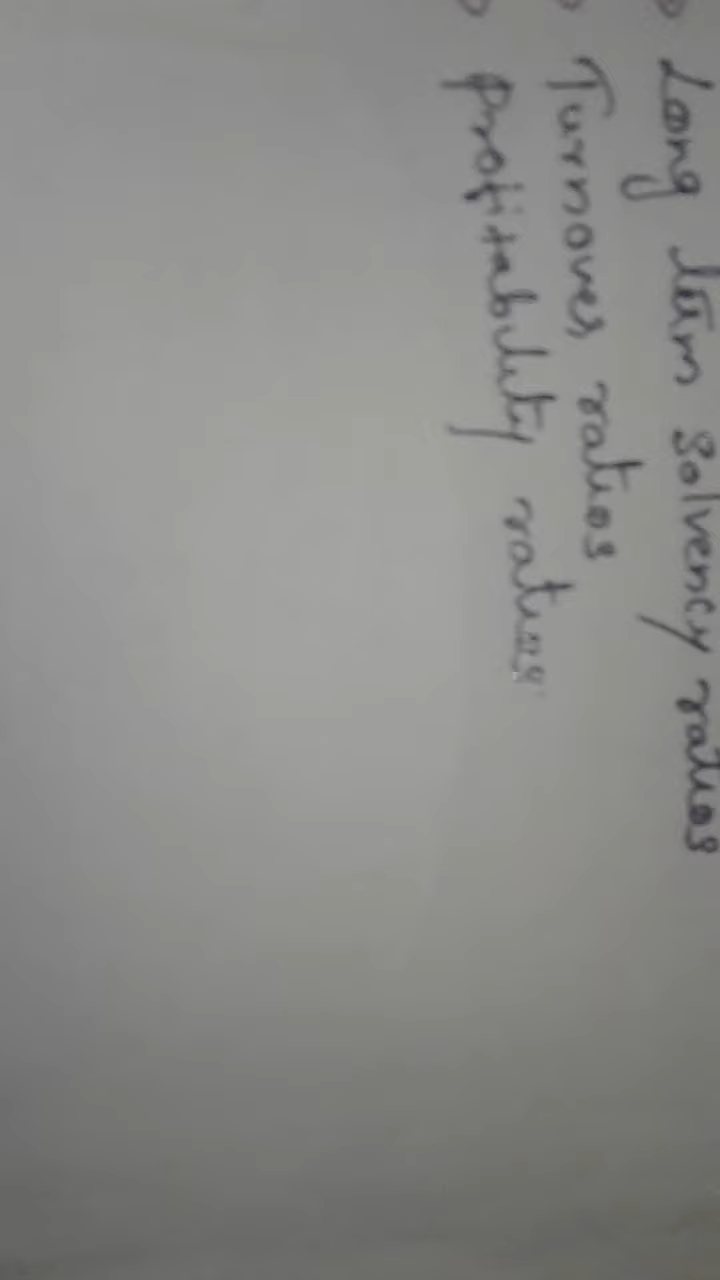 Long term solvency ratios
Turnover ratios
Profitability ratios